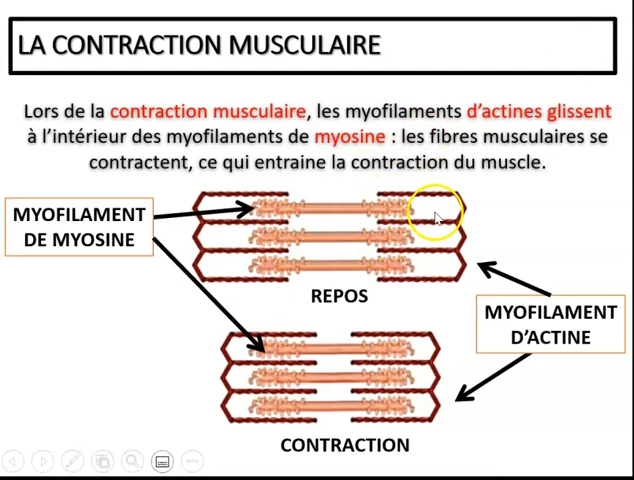 LA CONTRACTION MUSCULAIRE
Lors de la contraction musculaire, les myofilaments d'actines glissent
à l'intérieur des myofilaments de myosine : les fibres musculaires se
contractent, ce qui entraine la contraction du muscle.
MYOFILAMENT
DE MYOSINE
REPOS
MYOFILAMENT
D'ACTINE
CONTRACTION